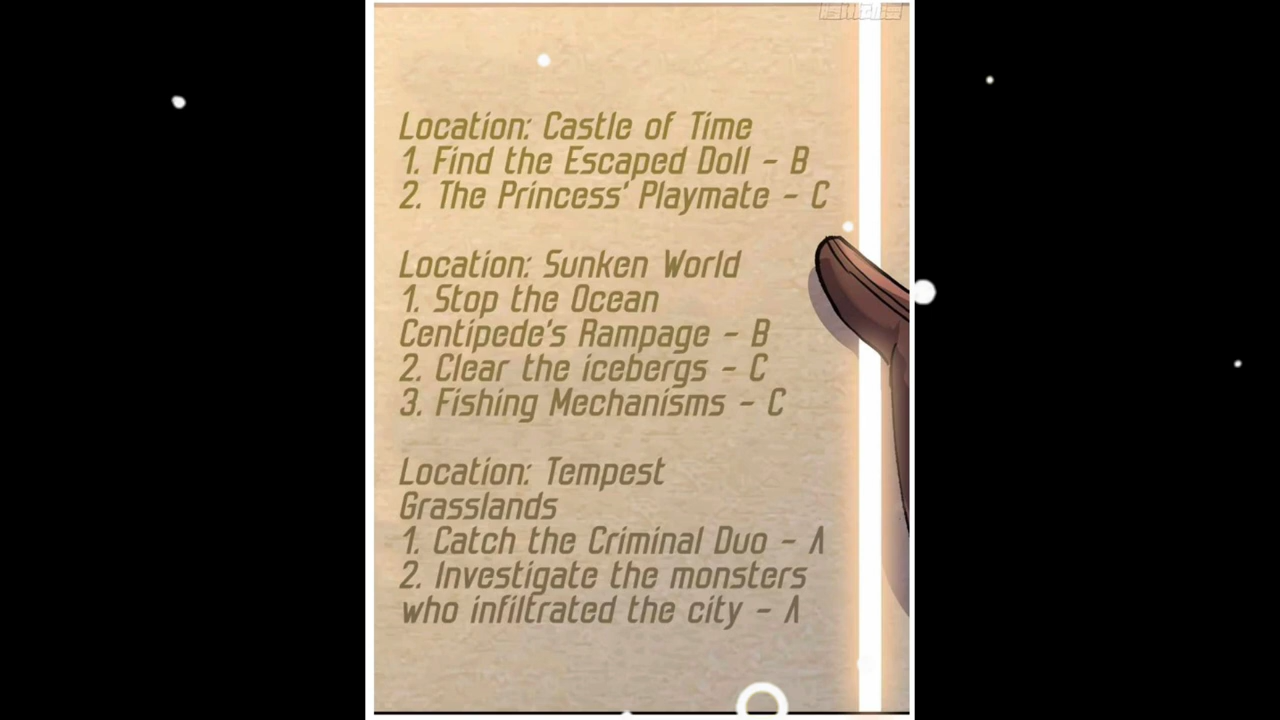 Location: Castle of Time
1. Find the Escaped Doll - B
2. The Princess' Playmate - C
Location: Sunken World
1. Stop the Ocean
Centipede's Rampage - B
2. Clear the icebergs - C
3. Fishing Mechanisms - C
Location: Tempest
Grasslands
1. Catch the Criminal Duo - A
2. Investigate the monsters
who infiltrated the city - A